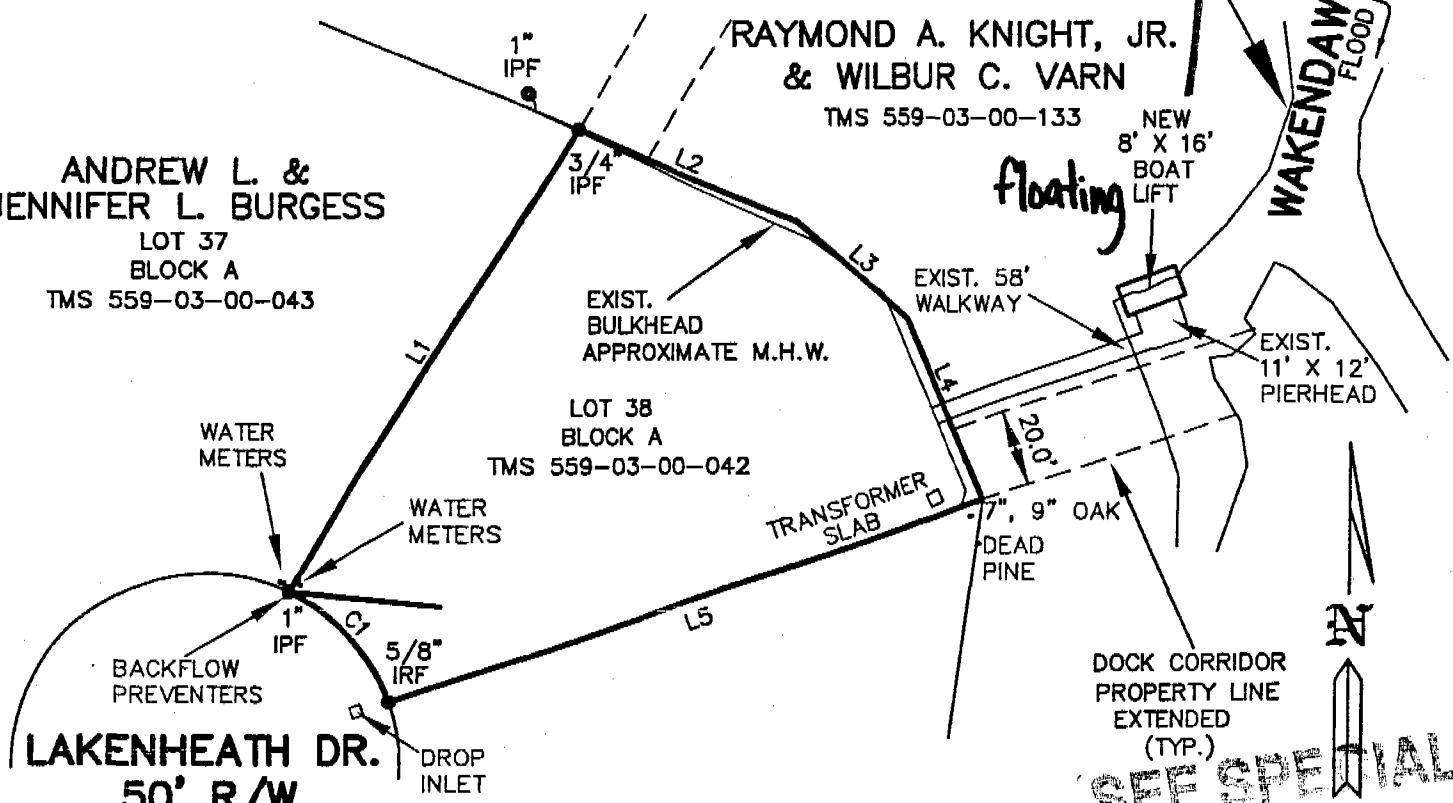 RAYMOND A. KNIGHT, JR.
& WILBUR C. VARN
TMS 559-03-00-133
WAKENDAW
FLOOD
1"
IPF
3/4"
IPF
L2
NEW
8' X 16'
BOAT
LIFT
floating
ANDREW L. &
JENNIFER L. BURGESS
LOT 37
BLOCK A
TMS 559-03-00-043
L3
EXIST. 58'
WALKWAY
EXIST.
BULKHEAD
APPROXIMATE M.H.W.
L1
EXIST.
11' X 12'
PIERHEAD
L4
LOT 38
BLOCK A
TMS 559-03-00-042
20.0'
WATER
METERS
WATER
METERS
TRANSFORMER
SLAB
7", 9" OAK
DEAD
PINE
L5
C1
1"
IPF
5/8"
IRF
BACKFLOW
PREVENTERS
DOCK CORRIDOR
PROPERTY LINE
EXTENDED
(TYP.)
N
LAKENHEATH DR.
50' R/W
DROP
INLET
SEE SPECIAL